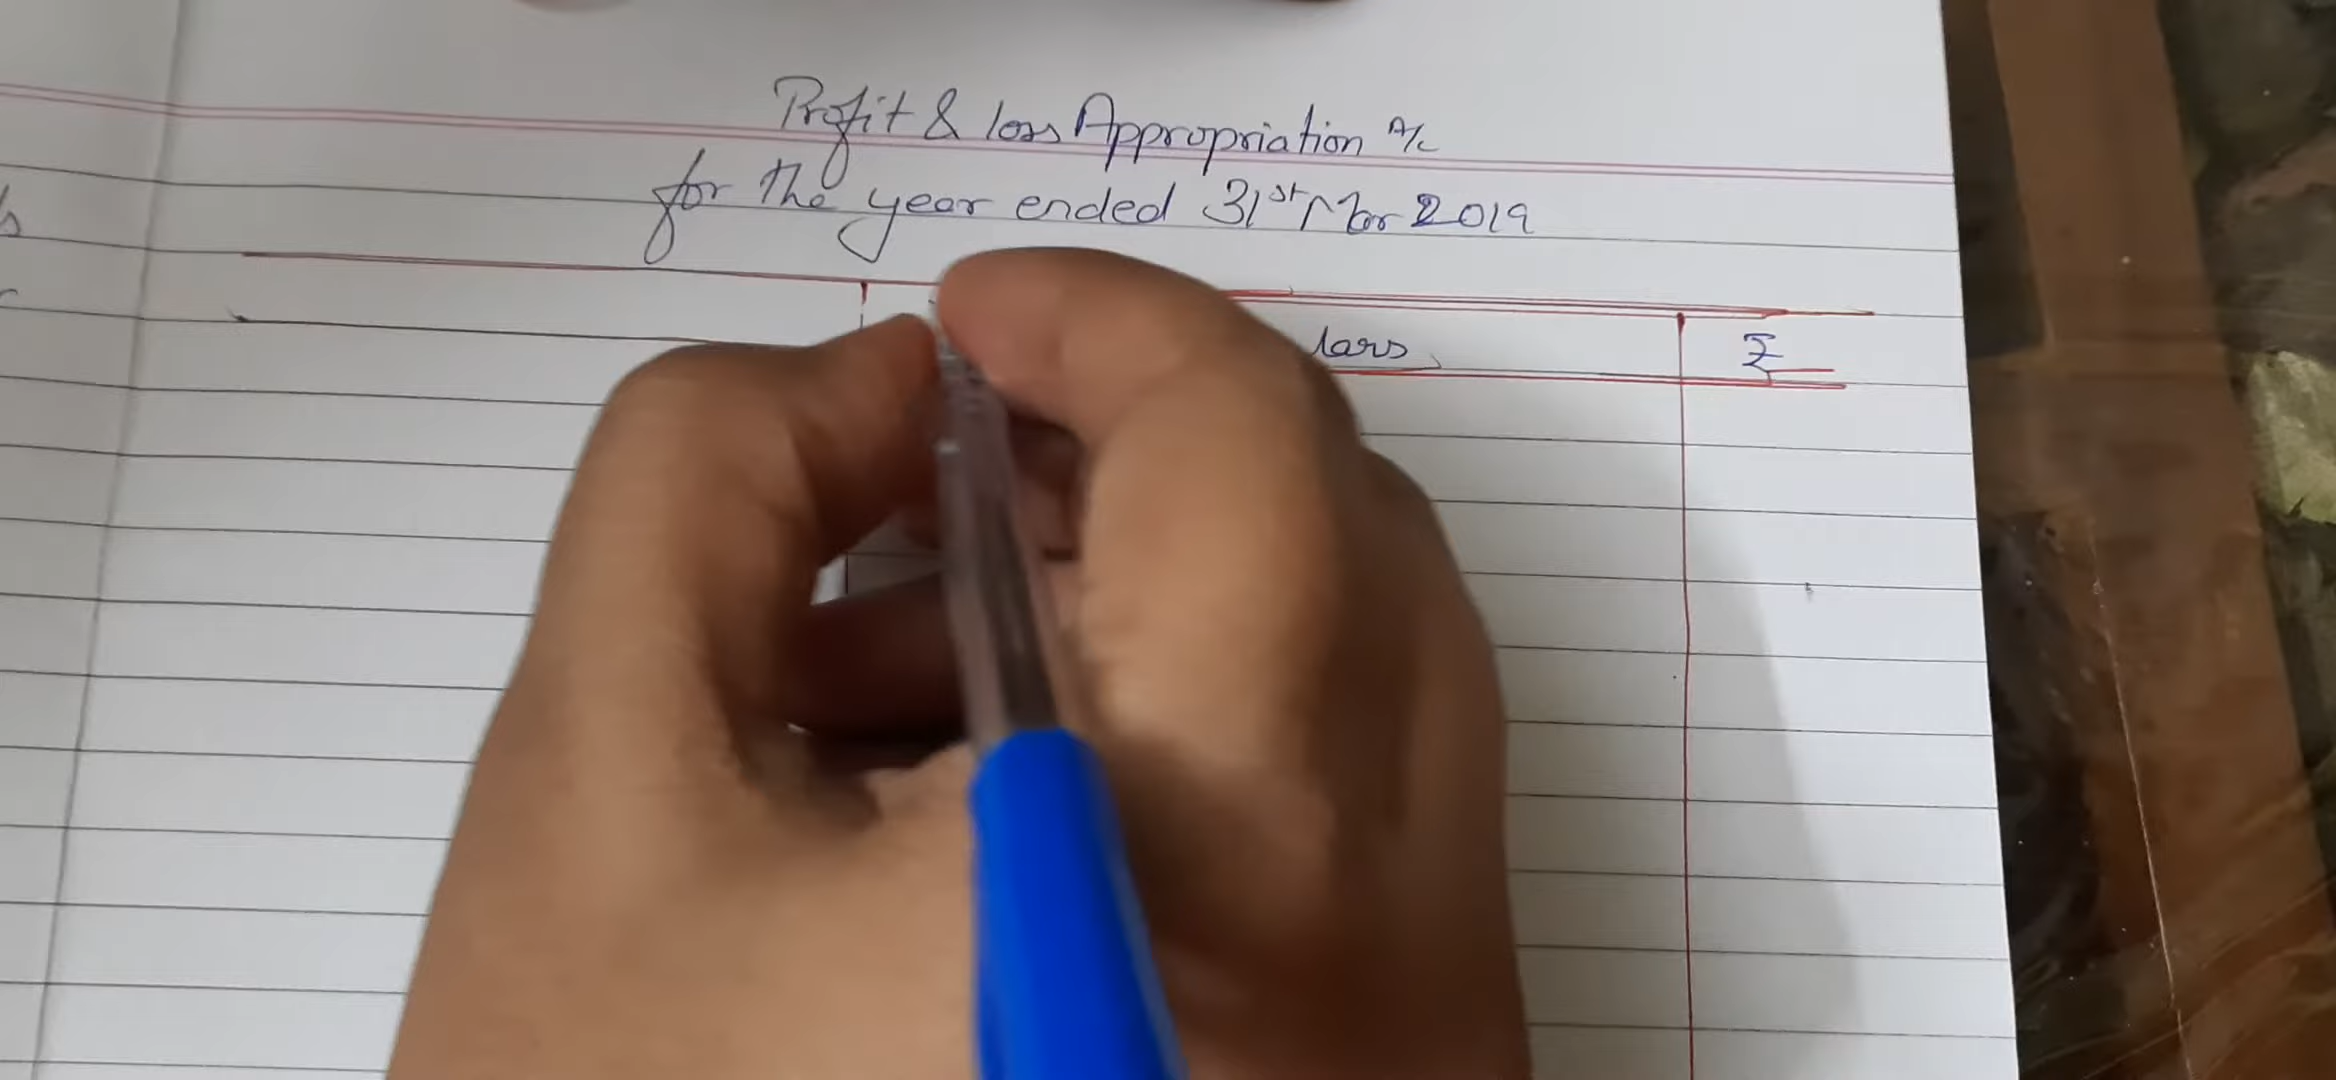 Profit & loss Appropriation A/c
for the year ended 31st Mar 2019
lars ₹